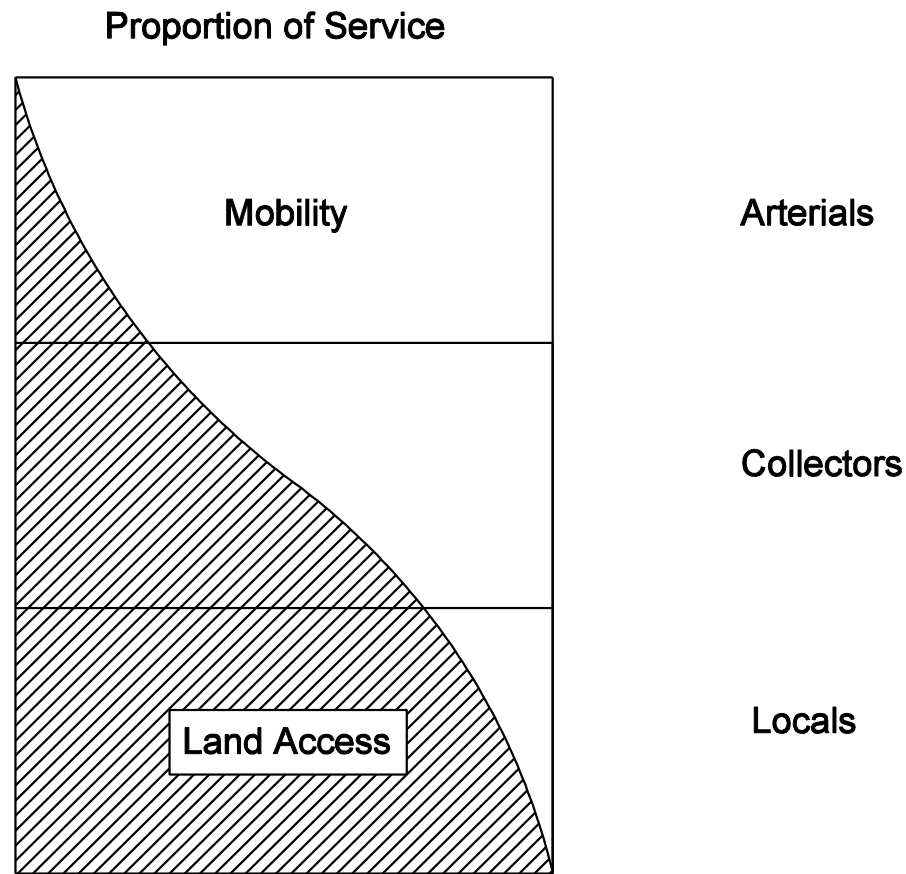 Proportion of Service
Mobility
Arterials
Collectors
Locals
Land Access